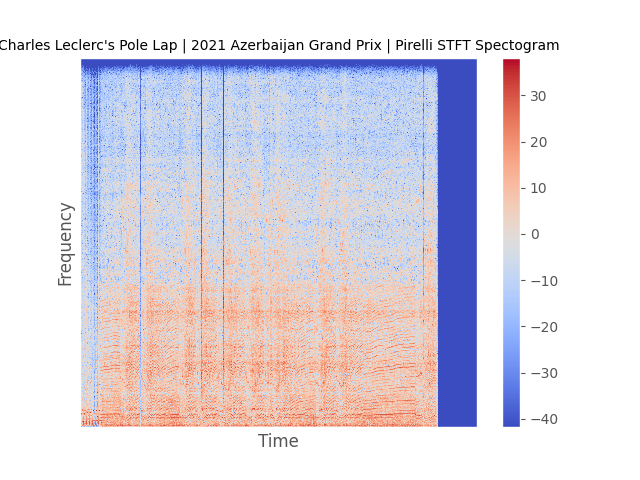 Charles Leclerc's Pole Lap | 2021 Azerbaijan Grand Prix | Pirelli STFT Spectogram
Frequency
Time
30
20
10
0
−10
−20
−30
−40